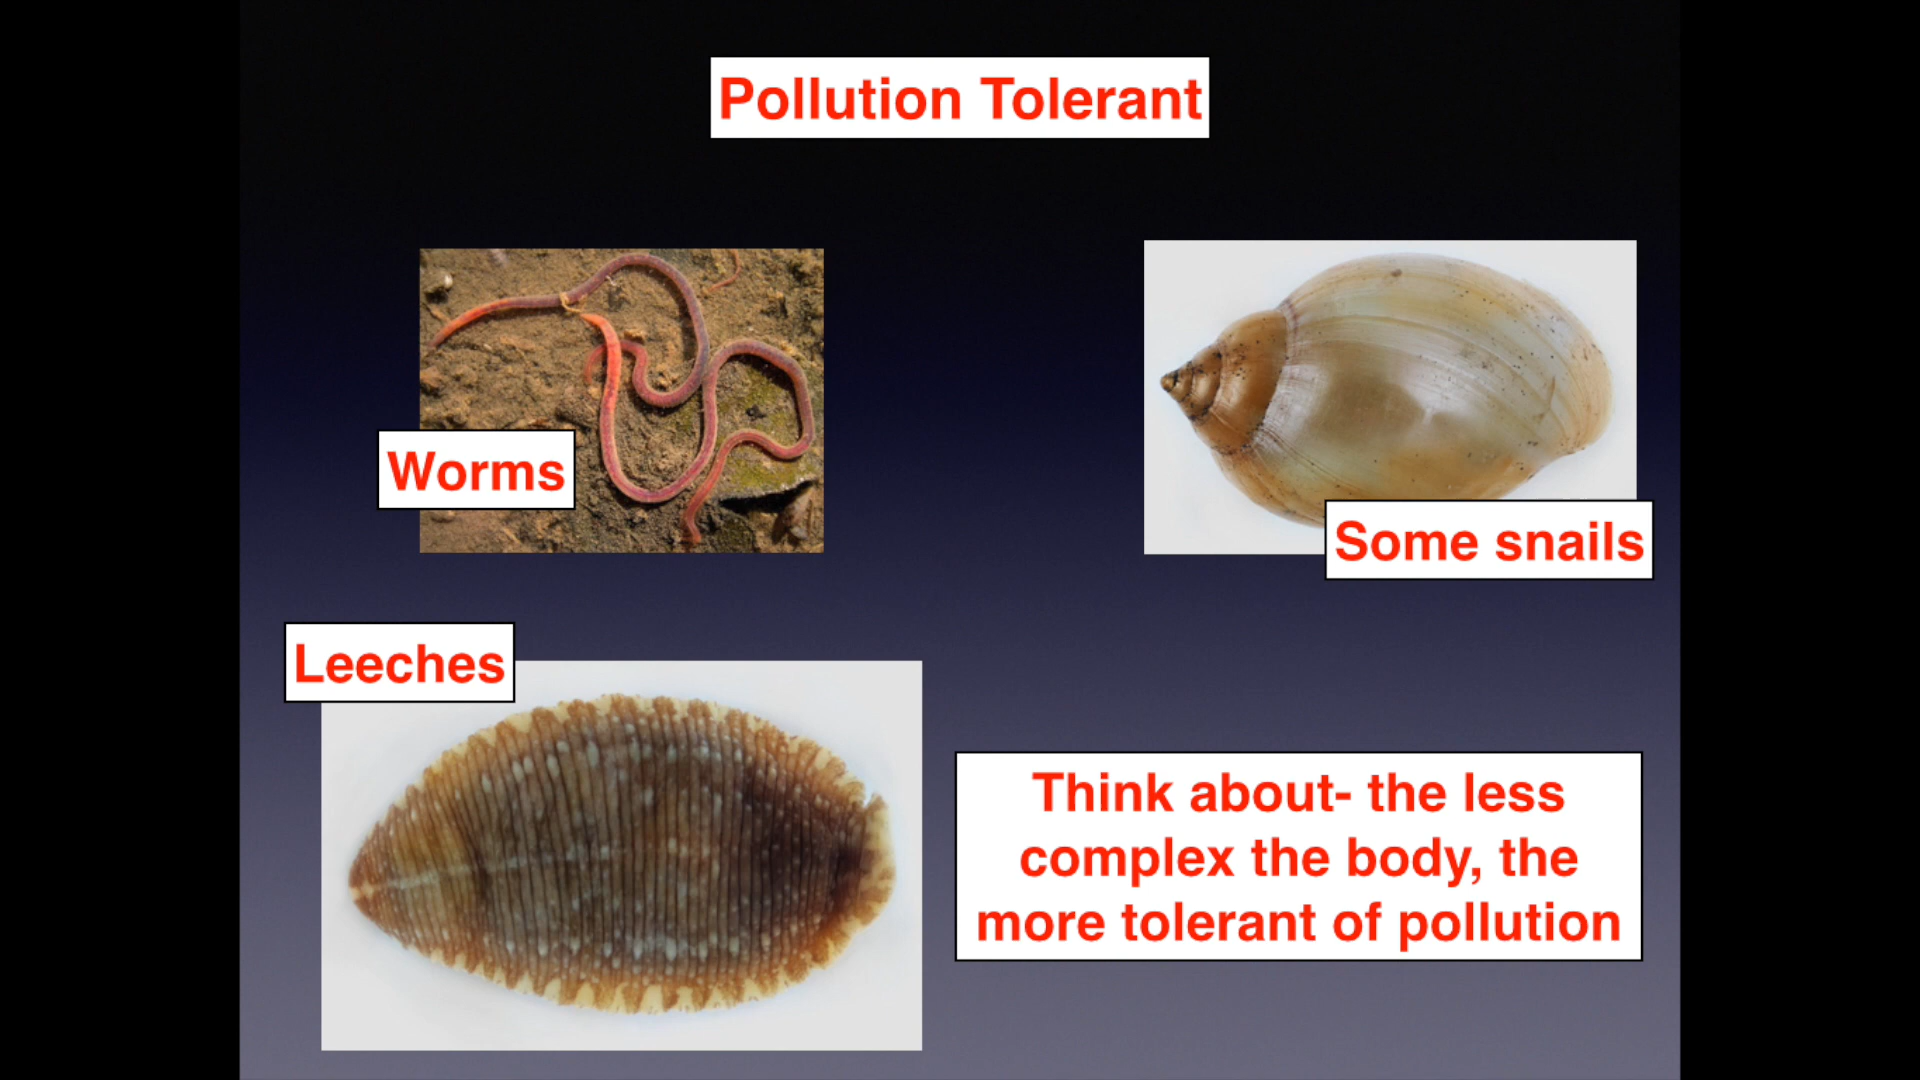 Pollution Tolerant
Worms
Some snails
Leeches
Think about- the less
complex the body, the
more tolerant of pollution